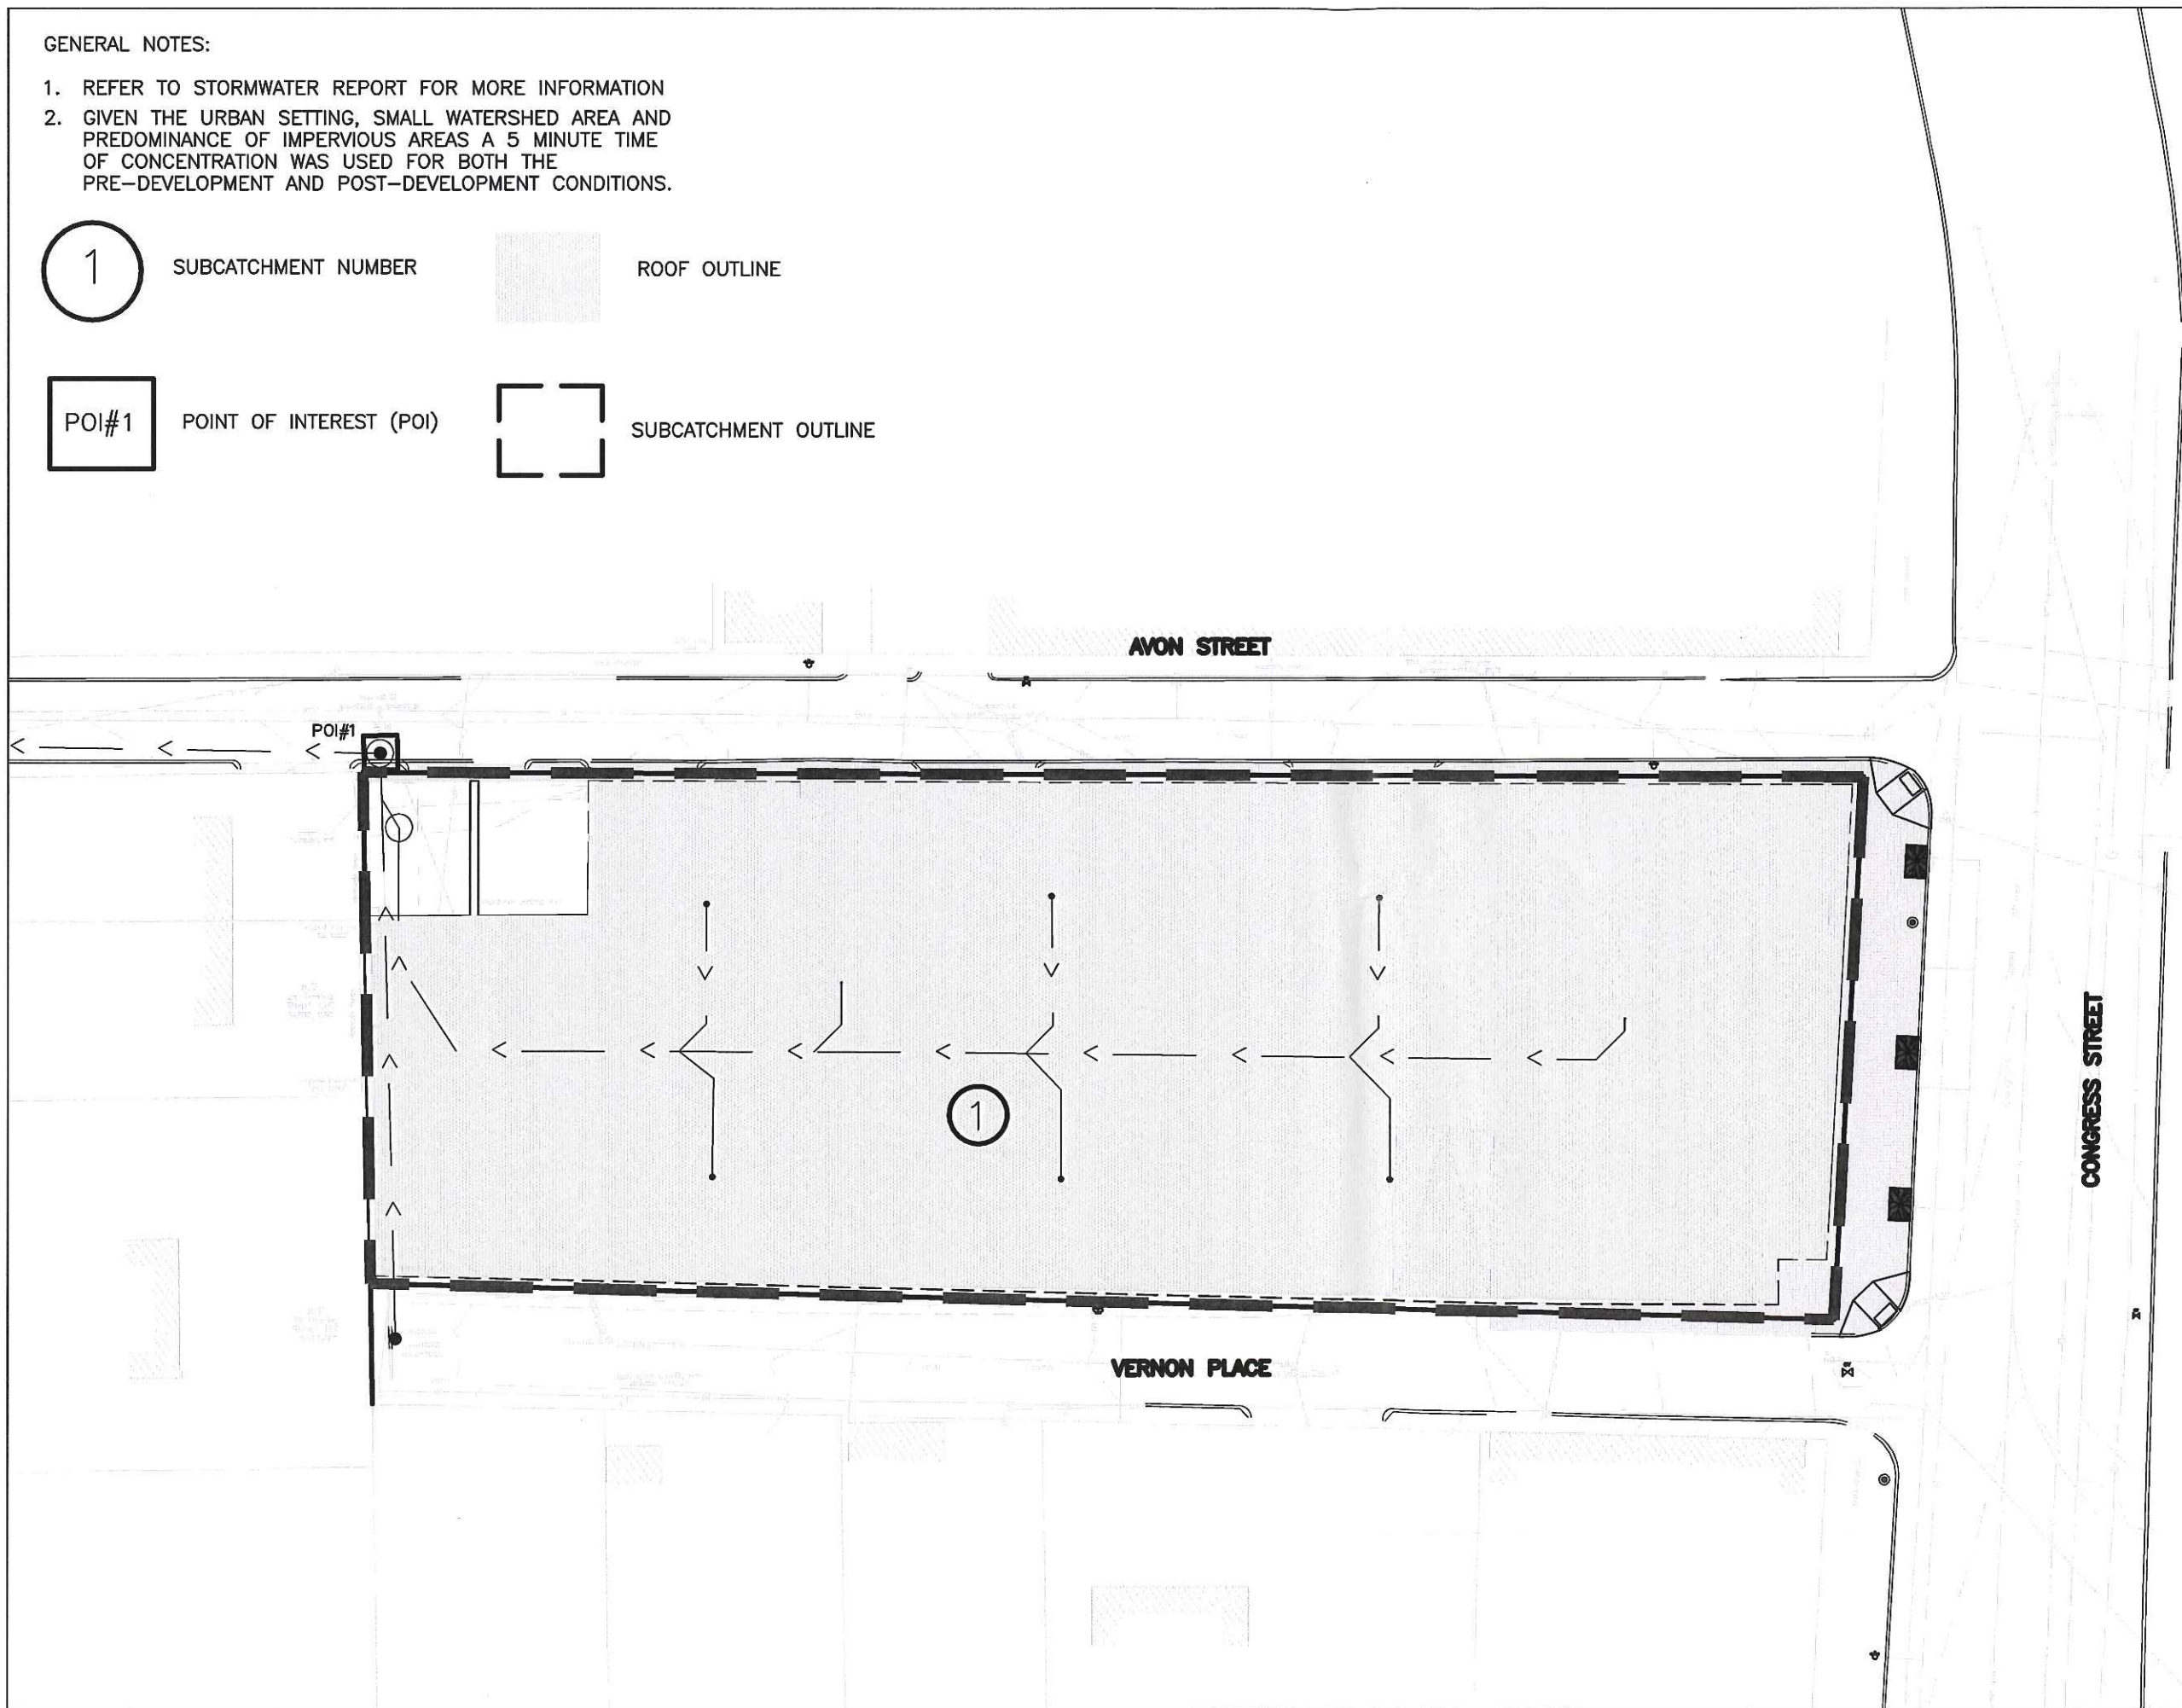 GENERAL NOTES:
1. REFER TO STORMWATER REPORT FOR MORE INFORMATION
2. GIVEN THE URBAN SETTING, SMALL WATERSHED AREA AND
PREDOMINANCE OF IMPERVIOUS AREAS A 5 MINUTE TIME
OF CONCENTRATION WAS USED FOR BOTH THE
PRE-DEVELOPMENT AND POST-DEVELOPMENT CONDITIONS.
1 SUBCATCHMENT NUMBER
ROOF OUTLINE
POI#1 POINT OF INTEREST (POI)
SUBCATCHMENT OUTLINE
AVON STREET
POI#1
1
CONGRESS STREET
VERNON PLACE